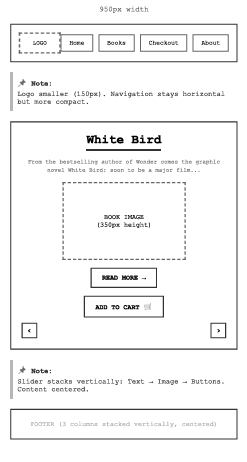 950px width
LOGO
Home
Books
Checkout
About
📌 Note:
Logo smaller (150px). Navigation stays horizontal
but more compact.
White Bird
From the bestselling author of Wonder comes the graphic
novel White Bird: soon to be a major film...
BOOK IMAGE
(350px height)
READ MORE →
ADD TO CART 🛒
‹
›
📌 Note:
Slider stacks vertically: Text → Image → Buttons.
Content centered.
FOOTER (3 columns stacked vertically, centered)